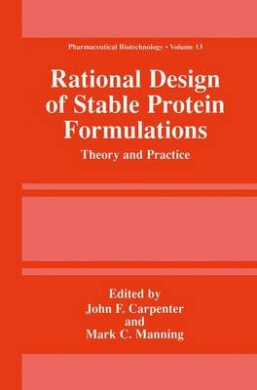 Pharmaceutical Biotechnology • Volume 13
Rational Design
of Stable Protein
Formulations
Theory and Practice
Edited by
John F. Carpenter
and
Mark C. Manning